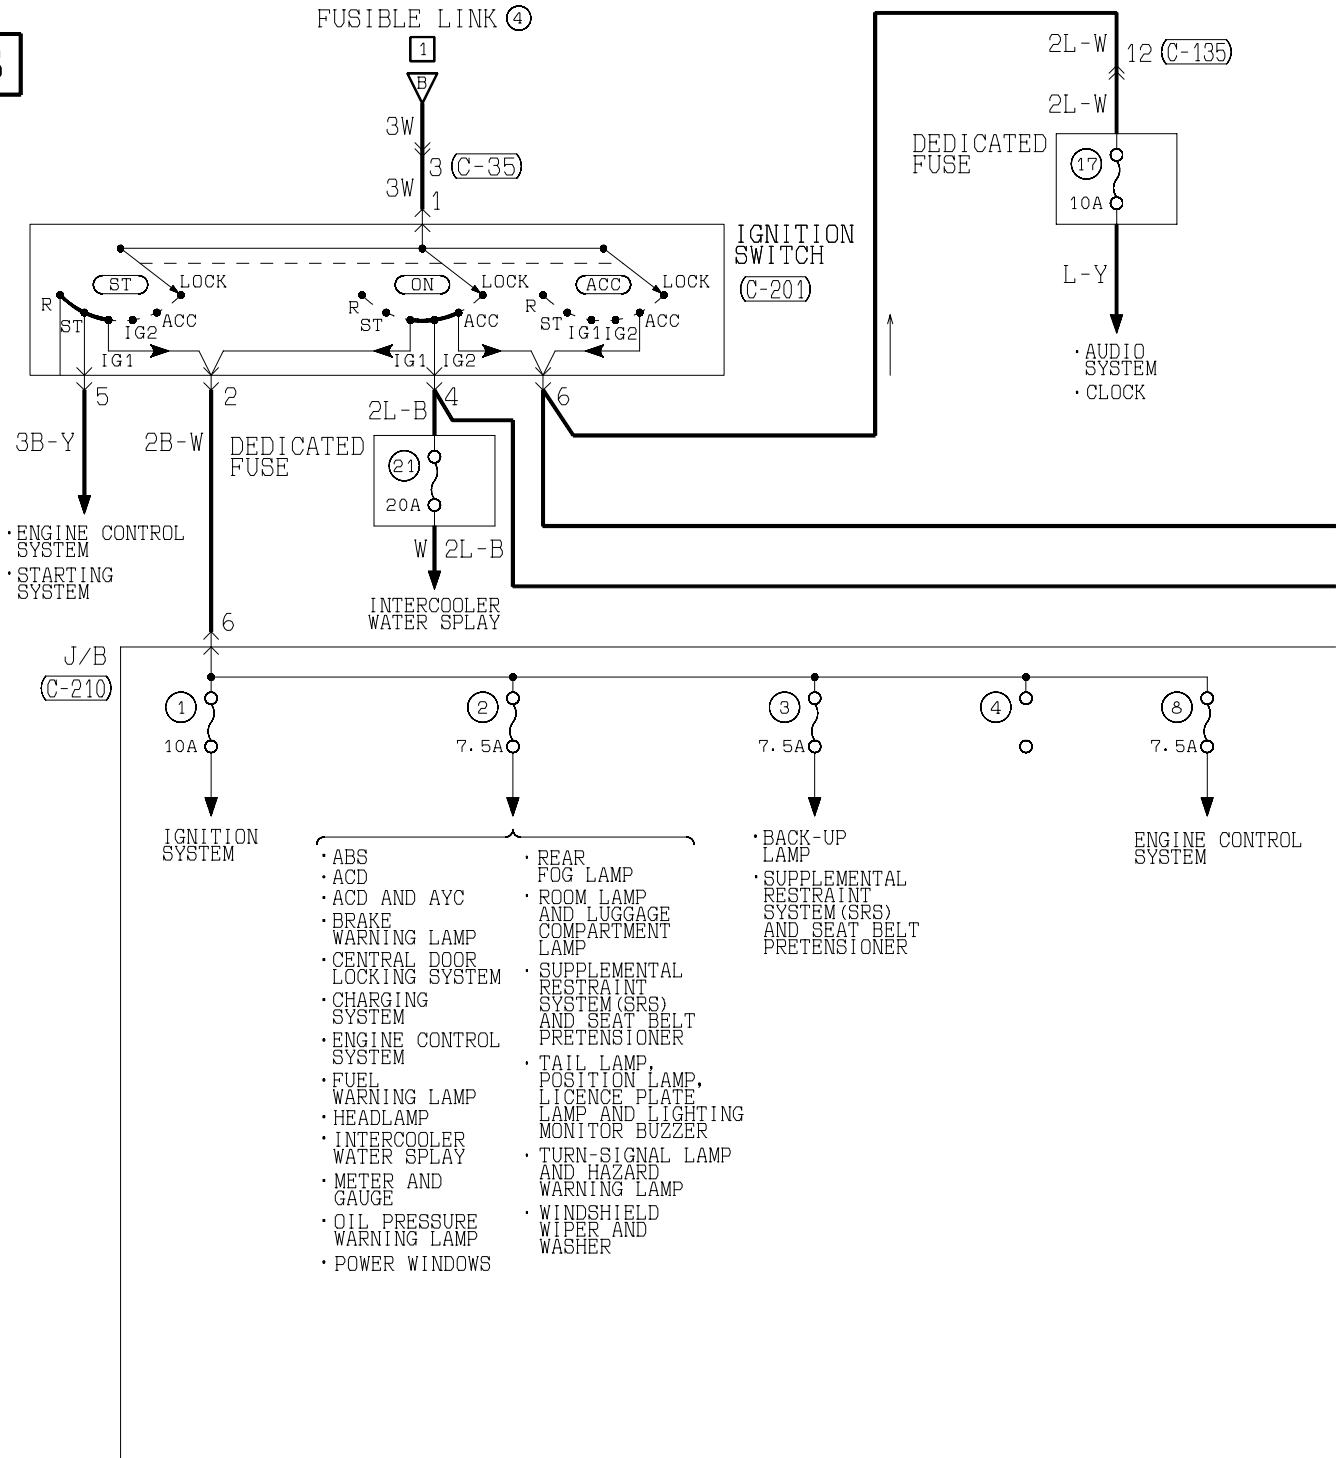 FUSIBLE LINK 4
1
B
3W
3 C-35
3W
1
2L-W
12 C-135
2L-W
DEDICATED
FUSE
17
10A
L-Y
· AUDIO
SYSTEM
· CLOCK
IGNITION
SWITCH
C-201
ST
LOCK
R
ST
IG1
IG2
ACC
ON
LOCK
R
ST
IG1
IG2
ACC
ACC
LOCK
R
ST
IG1
IG2
ACC
5
2
4
6
3B-Y
2B-W
2L-B
DEDICATED
FUSE
21
20A
W
2L-B
INTERCOOLER
WATER SPLAY
· ENGINE CONTROL
SYSTEM
· STARTING
SYSTEM
6
J/B
C-210
1
10A
2
7.5A
3
7.5A
4
8
7.5A
IGNITION
SYSTEM
· ABS
· ACD
· ACD AND AYC
· BRAKE
WARNING LAMP
· CENTRAL DOOR
LOCKING SYSTEM
· CHARGING
SYSTEM
· ENGINE CONTROL
SYSTEM
· FUEL
WARNING LAMP
· HEADLAMP
· INTERCOOLER
WATER SPLAY
· METER AND
GAUGE
· OIL PRESSURE
WARNING LAMP
· POWER WINDOWS
· REAR
FOG LAMP
· ROOM LAMP
AND LUGGAGE
COMPARTMENT
LAMP
· SUPPLEMENTAL
RESTRAINT
SYSTEM(SRS)
AND SEAT BELT
PRETENSIONER
· TAIL LAMP,
POSITION LAMP,
LICENCE PLATE
LAMP AND LIGHTING
MONITOR BUZZER
· TURN-SIGNAL LAMP
AND HAZARD
WARNING LAMP
· WINDSHIELD
WIPER AND
WASHER
· BACK-UP
LAMP
· SUPPLEMENTAL
RESTRAINT
SYSTEM(SRS)
AND SEAT BELT
PRETENSIONER
ENGINE CONTROL
SYSTEM